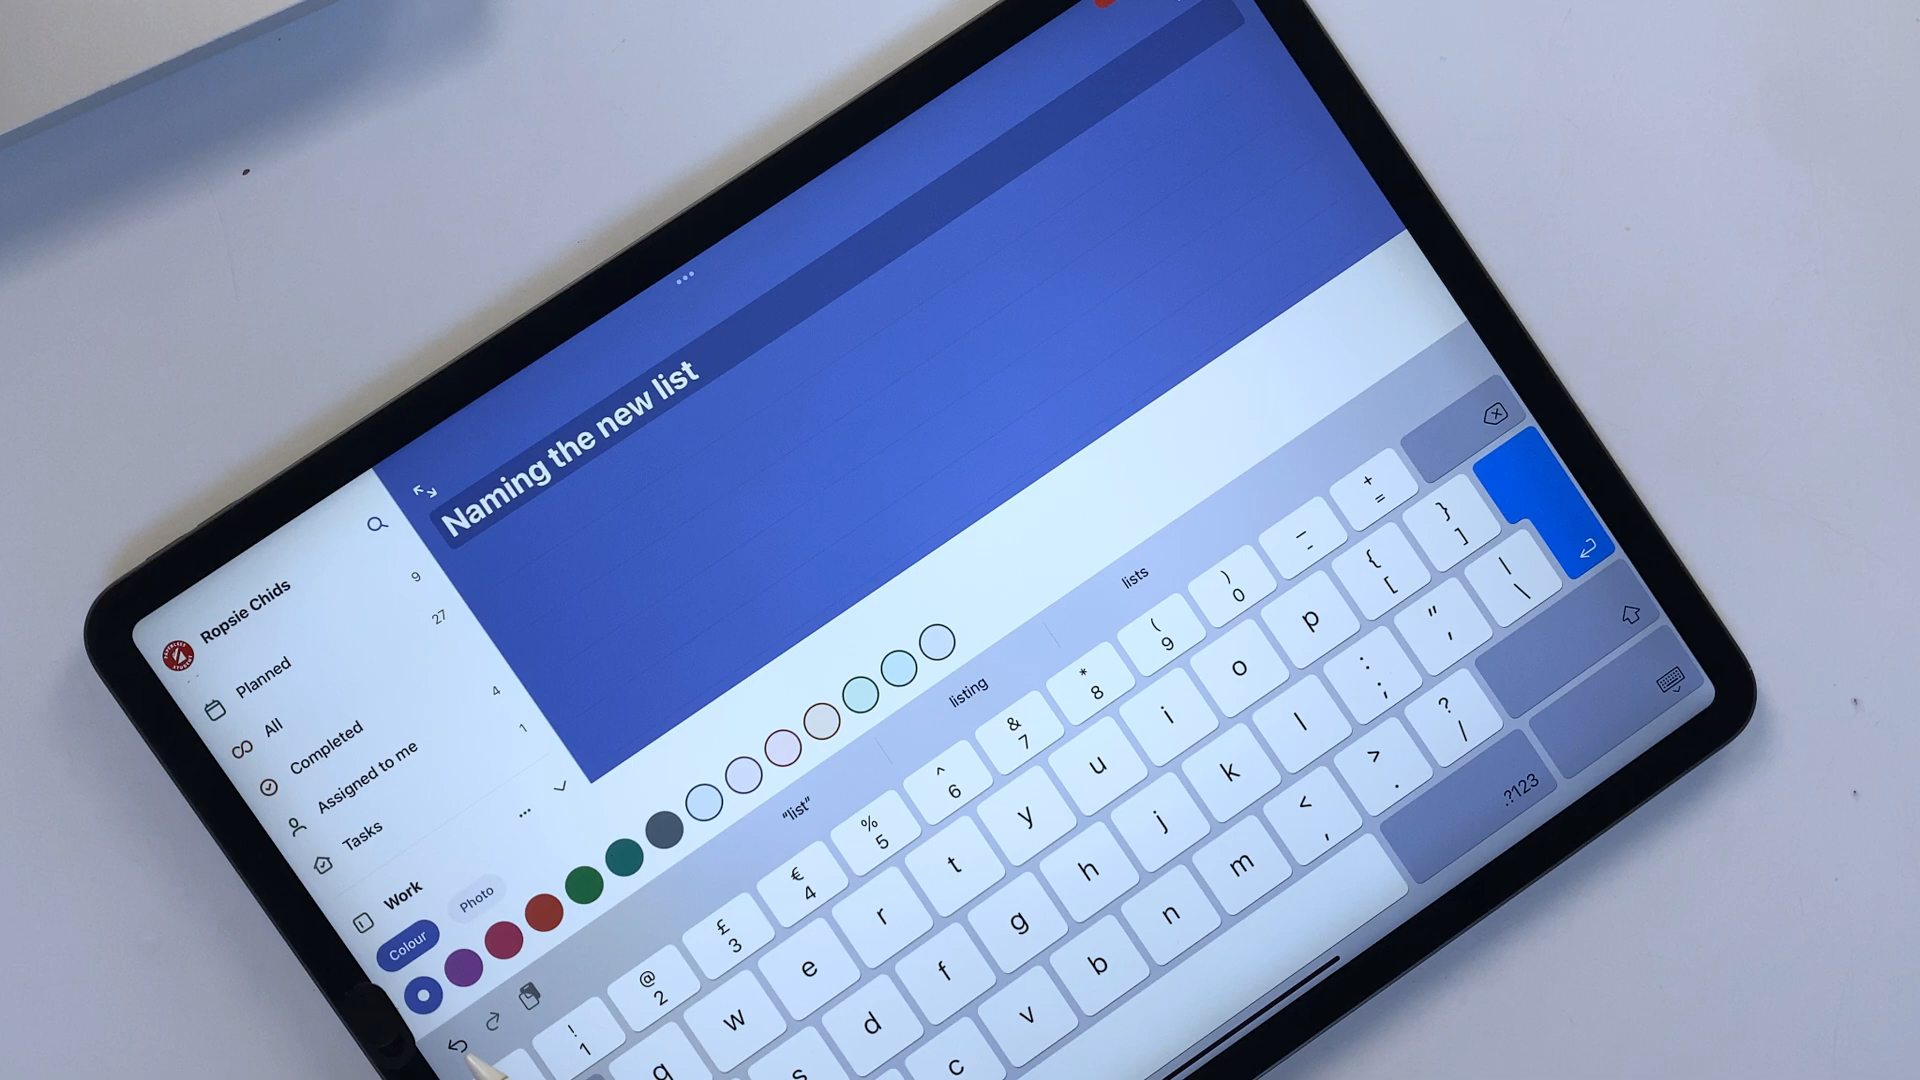 Ropsie Chids
Planned
9
All
27
Completed
Assigned to me
4
Tasks
1
Work
Naming the new list
Colour
Photo
"list"
listing
lists
! 1
@ 2
£ 3
€ 4
% 5
^ 6
& 7
* 8
( 9
) 0
_ -
+ =
q w e r t y u i o p { [ } ]
s d f g h j k l : ; " ' | \
c v b n m < , > . ? /
.?123